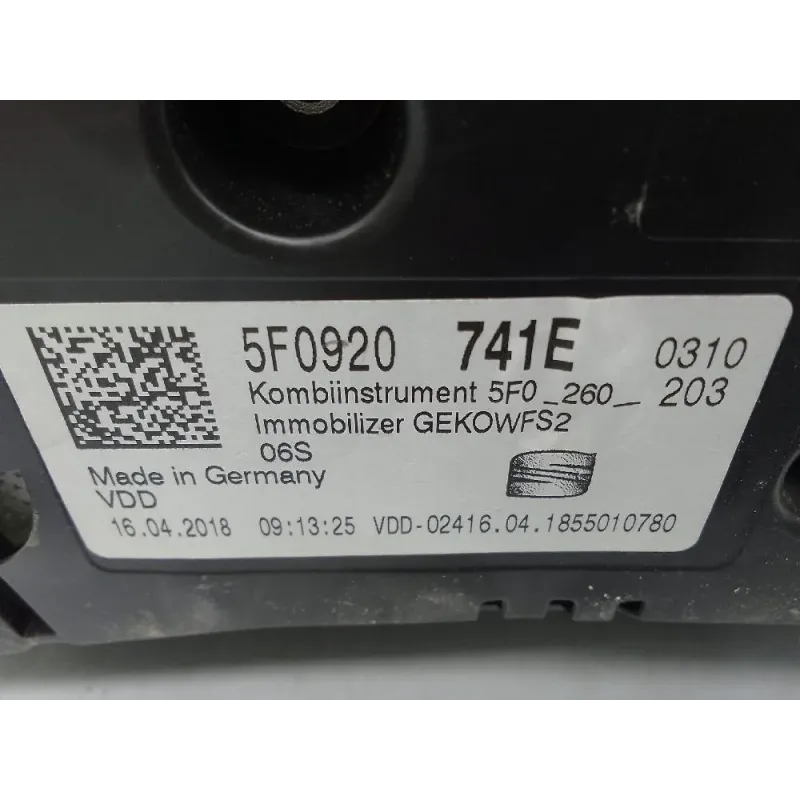 5F0920 741E 0310
Kombiinstrument 5F0_260_ 203
Immobilizer GEKOWFS2
06S
Made in Germany
VDD
16.04.2018 09:13:25 VDD-02416.04.1855010780